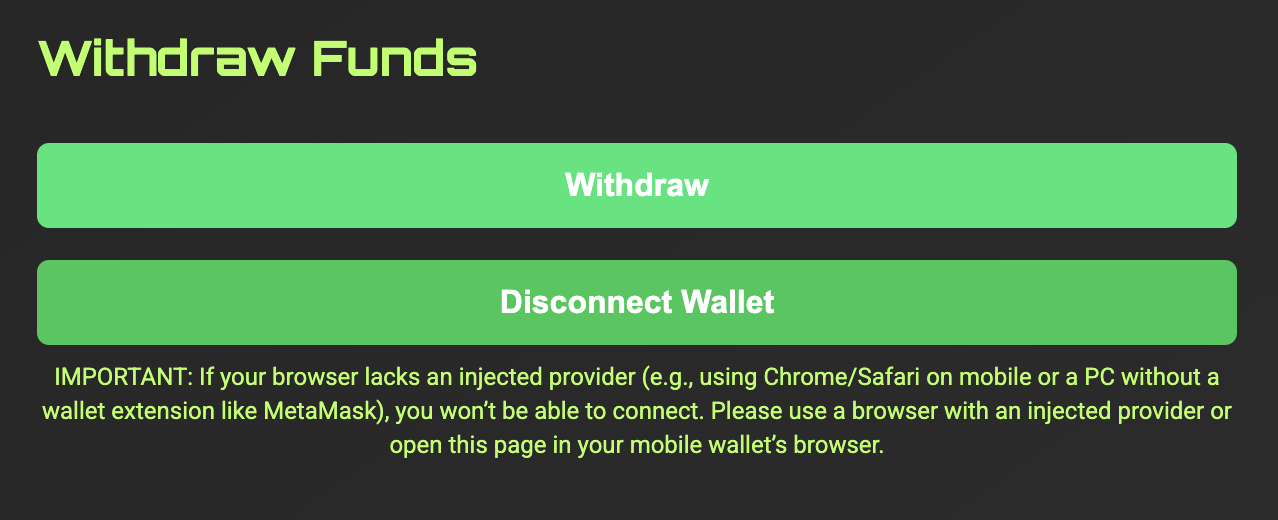 Withdraw Funds
Withdraw
Disconnect Wallet
IMPORTANT: If your browser lacks an injected provider (e.g., using Chrome/Safari on mobile or a PC without a
wallet extension like MetaMask), you won’t be able to connect. Please use a browser with an injected provider or
open this page in your mobile wallet’s browser.